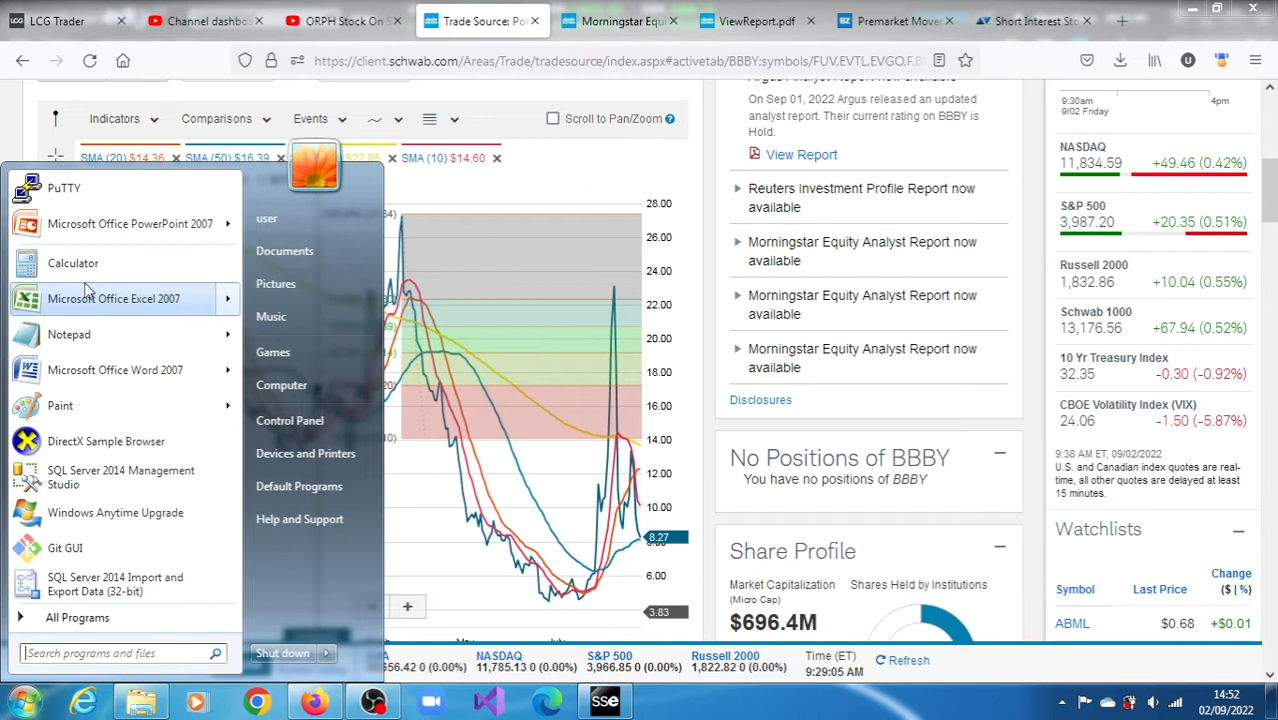 LCG Trader
Channel dashbo
ORPH Stock On S
Trade Source: Po
Morningstar Equ
ViewReport.pdf
Premarket Mover
Short Interest Sto
https://client.schwab.com/Areas/Trade/tradesource/index.aspx#activetab/BBBY;symbols/FUV,EVTL,EVGO,F,B
Indicators
Comparisons
Events
Scroll to Pan/Zoom
SMA (20) $14.36
SMA (50) $16.39
$22.85
SMA (10) $14.60
28.00
26.00
24.00
22.00
20.00
18.00
16.00
14.00
12.00
10.00
8.27
6.00
3.83
PuTTY
Microsoft Office PowerPoint 2007
Calculator
Microsoft Office Excel 2007
Notepad
Microsoft Office Word 2007
Paint
DirectX Sample Browser
SQL Server 2014 Management
Studio
Windows Anytime Upgrade
Git GUI
SQL Server 2014 Import and
Export Data (32-bit)
All Programs
Search programs and files
user
Documents
Pictures
Music
Games
Computer
Control Panel
Devices and Printers
Default Programs
Help and Support
Shut down
On Sep 01, 2022 Argus released an updated
analyst report. Their current rating on BBBY is
Hold.
View Report
Reuters Investment Profile Report now
available
Morningstar Equity Analyst Report now
available
Morningstar Equity Analyst Report now
available
Morningstar Equity Analyst Report now
available
Disclosures
No Positions of BBBY
You have no positions of BBBY
Share Profile
Market Capitalization
(Micro Cap)
$696.4M
Shares Held by Institutions
9:30am
4pm
9/02 Friday
NASDAQ
11,834.59 +49.46 (0.42%)
S&P 500
3,987.20 +20.35 (0.51%)
Russell 2000
1,832.86 +10.04 (0.55%)
Schwab 1000
13,176.56 +67.94 (0.52%)
10 Yr Treasury Index
32.35 -0.30 (-0.92%)
CBOE Volatility Index (VIX)
24.06 -1.50 (-5.87%)
9:38 AM ET, 09/02/2022
U.S. and Canadian index quotes are real-
time, all other quotes are delayed at least
15 minutes.
Watchlists
Symbol Last Price Change
($ | %)
ABML $0.68 +$0.01
656.42 0 (0.00%)
NASDAQ
11,785.13 0 (0.00%)
S&P 500
3,966.85 0 (0.00%)
Russell 2000
1,822.82 0 (0.00%)
Time (ET)
9:29:05 AM
Refresh
SSE
14:52
02/09/2022